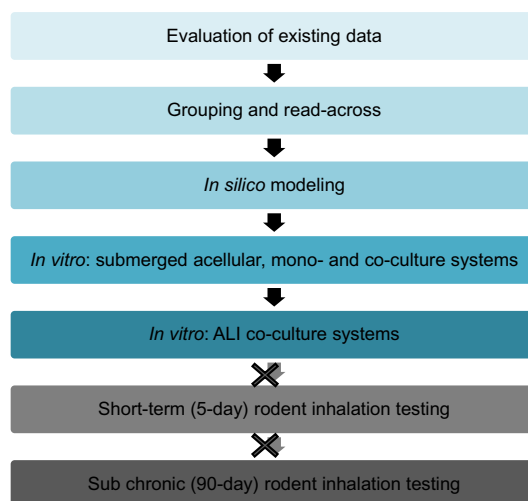 Evaluation of existing data
Grouping and read-across
In silico modeling
In vitro: submerged acellular, mono- and co-culture systems
In vitro: ALI co-culture systems
Short-term (5-day) rodent inhalation testing
Sub chronic (90-day) rodent inhalation testing